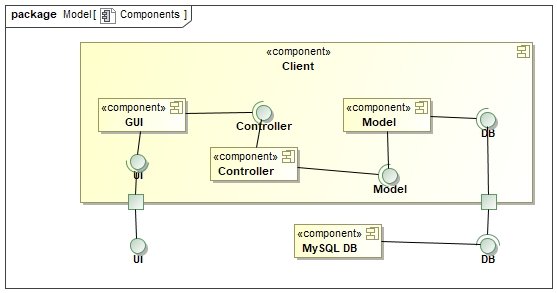 package Model[ Components ]
«component»
Client
«component»
GUI
Controller
«component»
Model
DB
«component»
Controller
UI
Model
«component»
MySQL DB
UI
DB